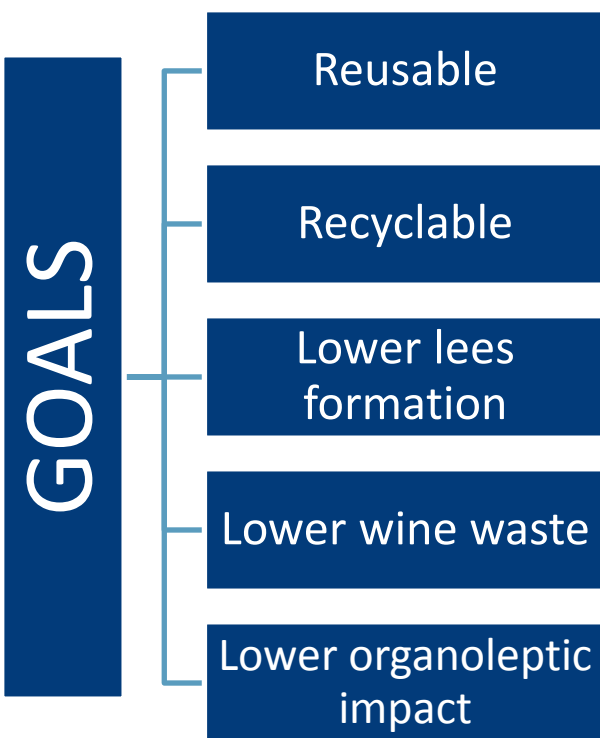 GOALS
Reusable
Recyclable
Lower lees
formation
Lower wine waste
Lower organoleptic
impact